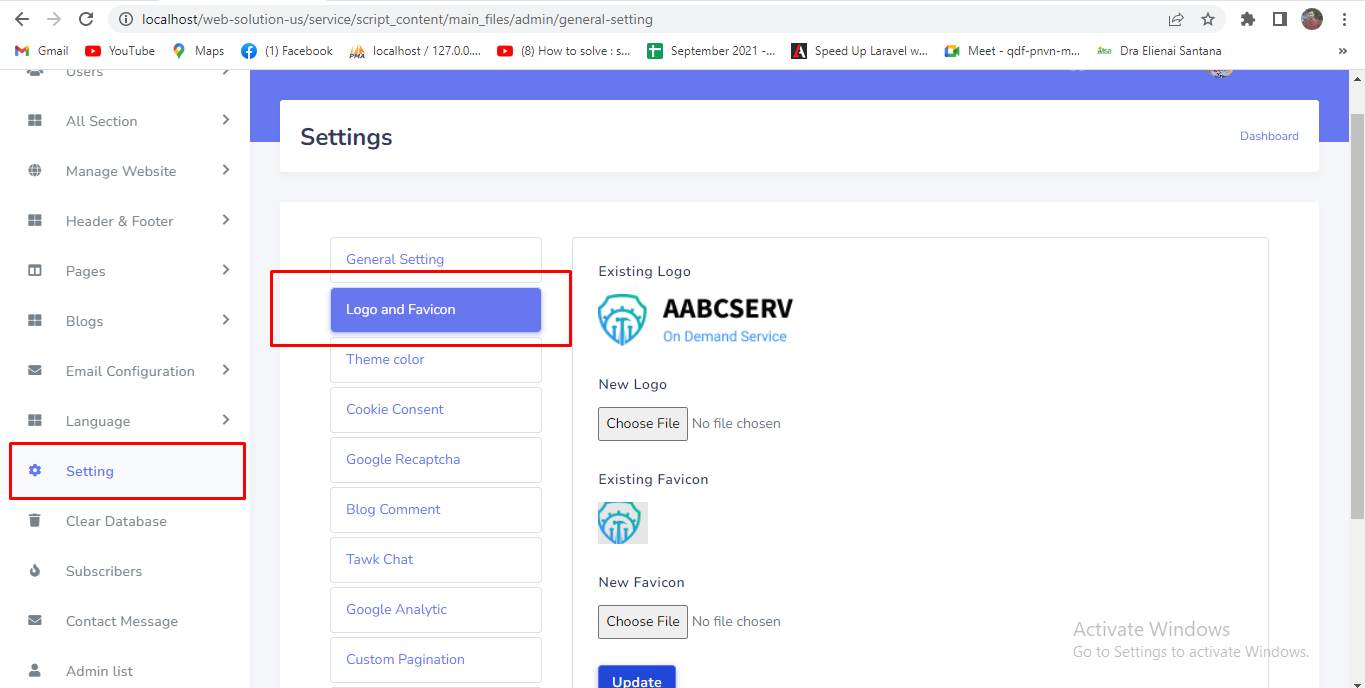 localhost/web-solution-us/service/script_content/main_files/admin/general-setting
Gmail
YouTube
Maps
(1) Facebook
PMA
localhost / 127.0.0....
(8) How to solve : s...
September 2021 -...
Speed Up Laravel w...
Meet - qdf-pnvn-m...
Dra Elienai Santana
»
Users
All Section
Manage Website
Header & Footer
Pages
Blogs
Email Configuration
Language
Setting
Clear Database
Subscribers
Contact Message
Admin list
Settings
Dashboard
General Setting
Logo and Favicon
Theme color
Cookie Consent
Google Recaptcha
Blog Comment
Tawk Chat
Google Analytic
Custom Pagination
Existing Logo
AABCSERV
On Demand Service
New Logo
Choose File No file chosen
Existing Favicon
New Favicon
Choose File No file chosen
Update
Activate Windows
Go to Settings to activate Windows.